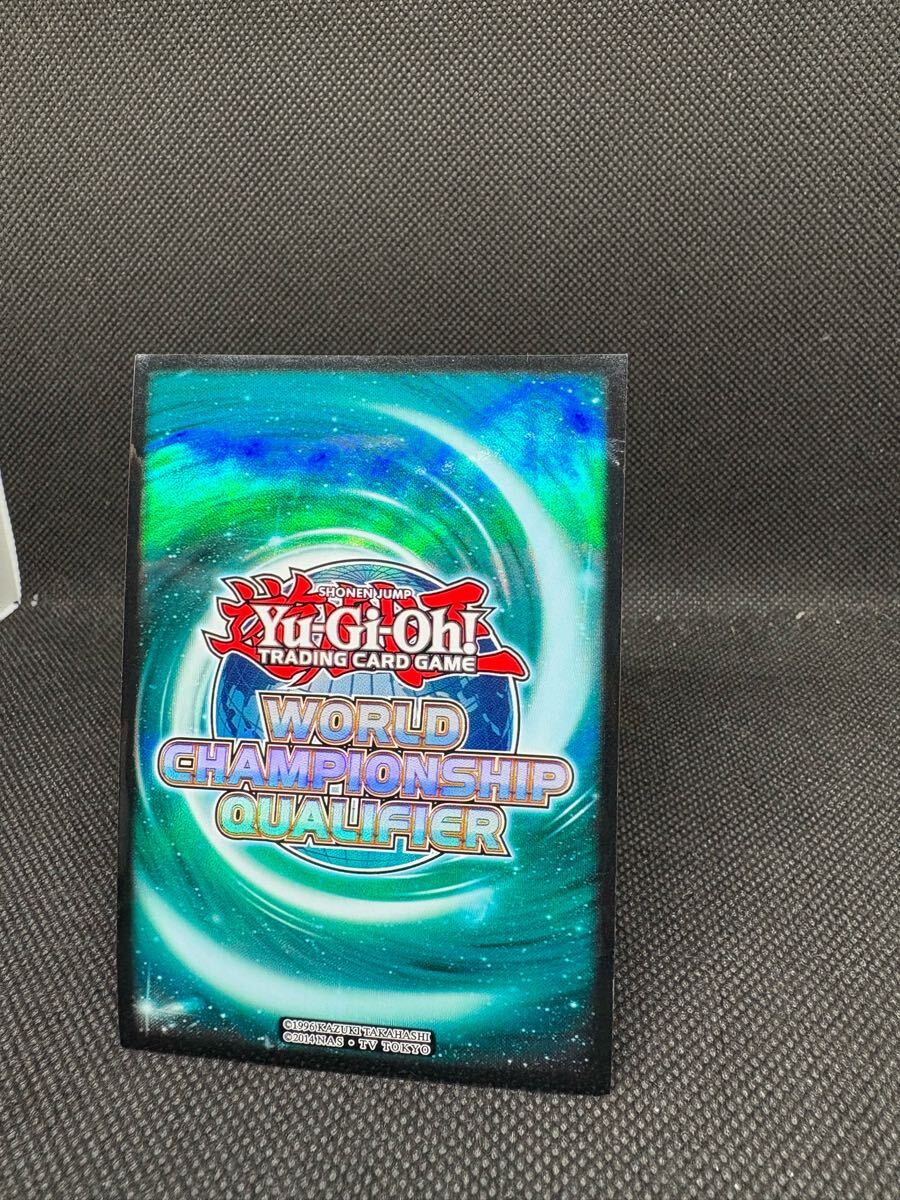 SHONEN JUMP
Yu-Gi-Oh!
TRADING CARD GAME
WORLD
CHAMPIONSHIP
QUALIFIER
©1996 KAZUKI TAKAHASHI
©2014 NAS • TV TOKYO